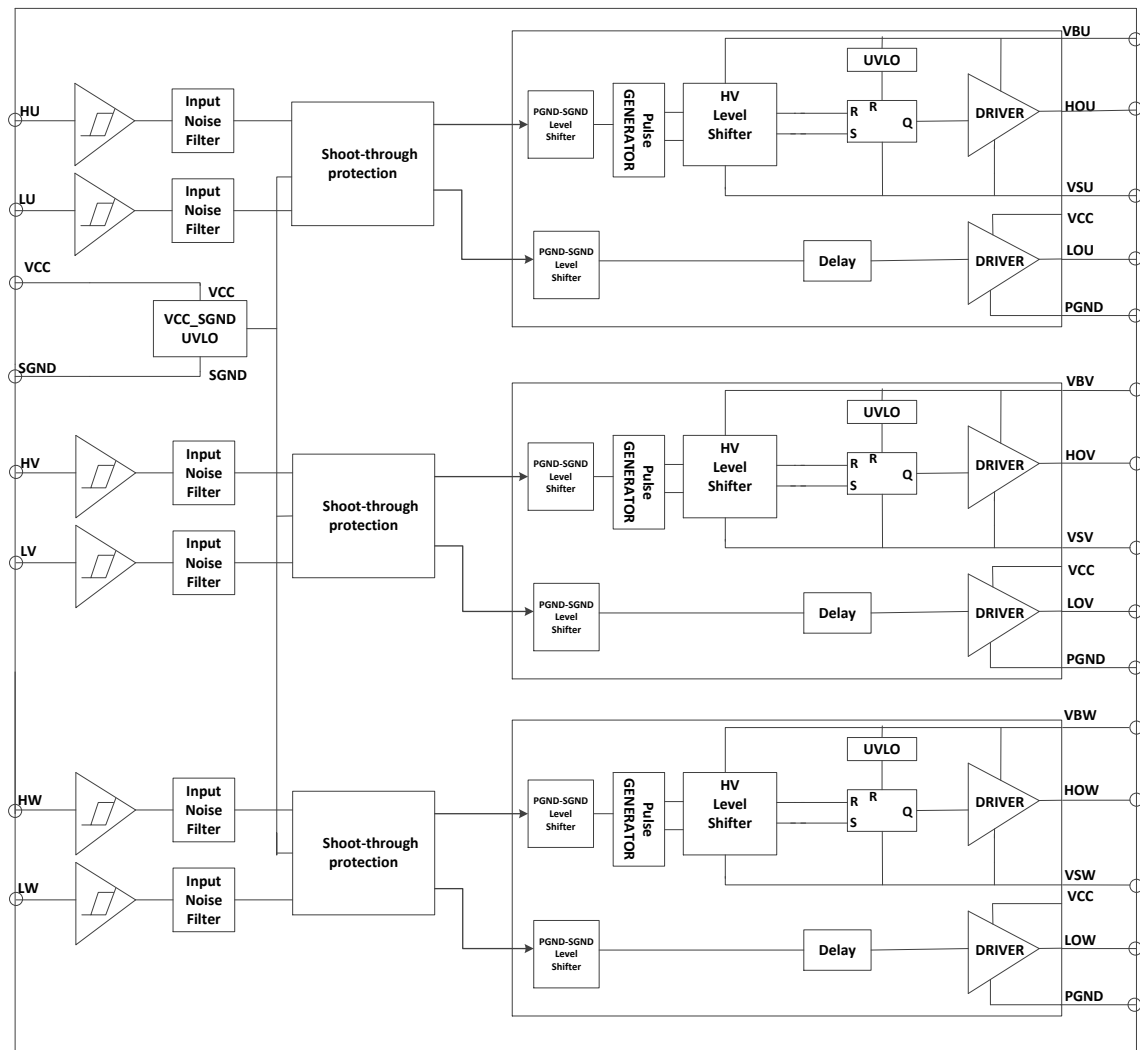 VBU
UVLO
HU
Input
Noise
Filter
Shoot-through
protection
PGND-SGND
Level
Shifter
Pulse
GENERATOR
HV
Level
Shifter
R
R
S
Q
DRIVER
HOU
LU
Input
Noise
Filter
VSU
VCC
PGND-SGND
Level
Shifter
Delay
DRIVER
LOU
PGND
VCC
VCC
VCC_SGND
UVLO
SGND
SGND
VBV
UVLO
HV
Input
Noise
Filter
Shoot-through
protection
PGND-SGND
Level
Shifter
Pulse
GENERATOR
HV
Level
Shifter
R
R
S
Q
DRIVER
HOV
LV
Input
Noise
Filter
VSV
VCC
PGND-SGND
Level
Shifter
Delay
DRIVER
LOV
PGND
VBW
UVLO
HW
Input
Noise
Filter
Shoot-through
protection
PGND-SGND
Level
Shifter
Pulse
GENERATOR
HV
Level
Shifter
R
R
S
Q
DRIVER
HOW
LW
Input
Noise
Filter
VSW
VCC
PGND-SGND
Level
Shifter
Delay
DRIVER
LOW
PGND